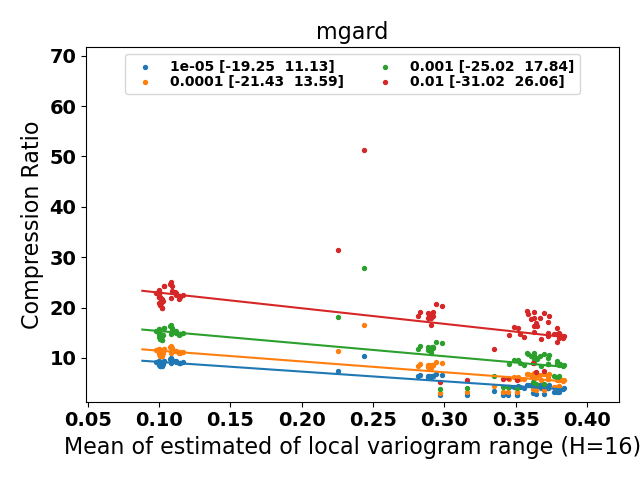 mgard
70
60
50
40
30
20
10
Compression Ratio
1e-05 [-19.25  11.13]
0.0001 [-21.43  13.59]
0.001 [-25.02  17.84]
0.01 [-31.02  26.06]
0.05 0.10 0.15 0.20 0.25 0.30 0.35 0.40
Mean of estimated of local variogram range (H=16)